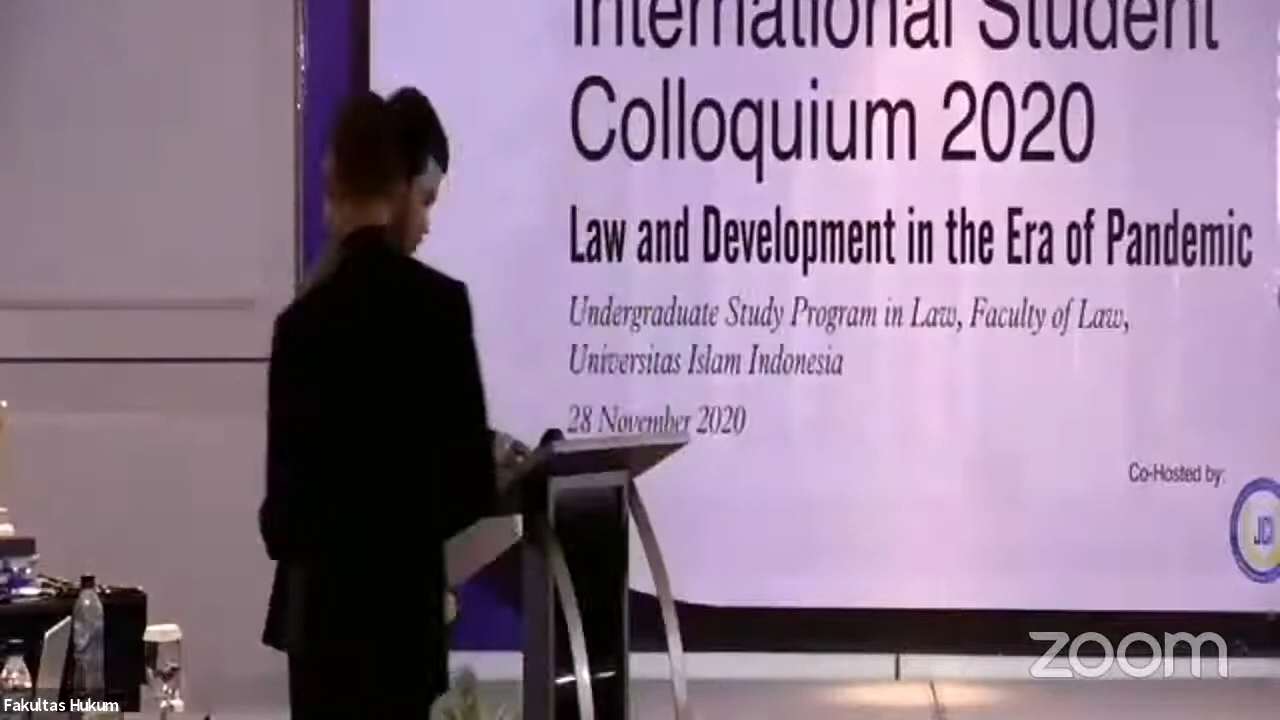 International Student
Colloquium 2020
Law and Development in the Era of Pandemic
Undergraduate Study Program in Law, Faculty of Law,
Universitas Islam Indonesia
28 November 2020
Co-Hosted by:
JCI
zoom
Fakultas Hukum